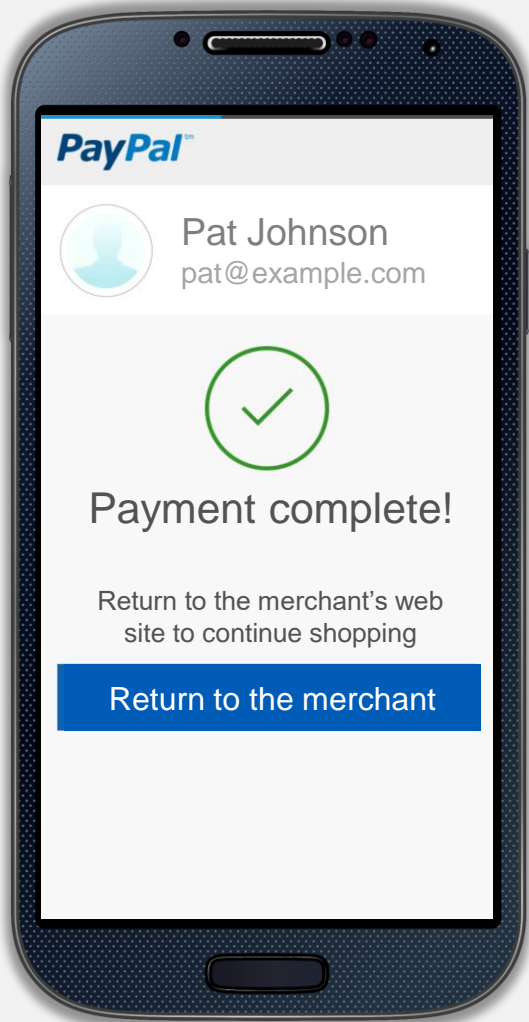 PayPal™
Pat Johnson
pat@example.com
Payment complete!
Return to the merchant’s web
site to continue shopping
Return to the merchant